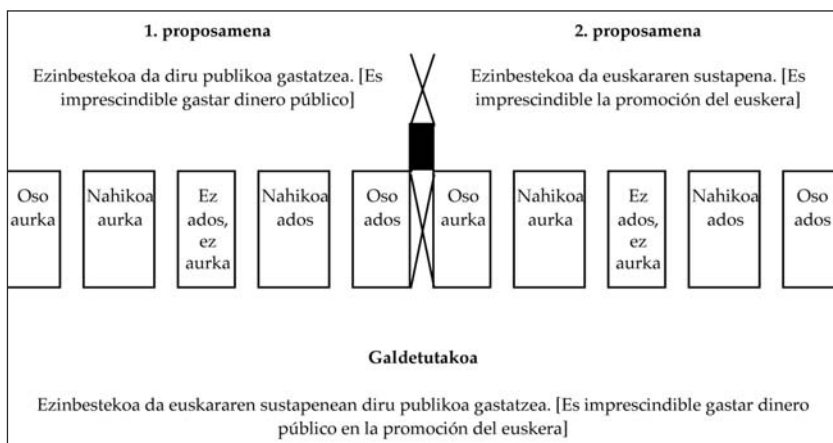 1. proposamena
Ezinbestekoa da diru publikoa gastatzea. [Es
imprescindible gastar dinero público]
2. proposamena
Ezinbestekoa da euskararen sustapena. [Es
imprescindible la promoción del euskera]
Oso
aurka
Nahikoa
aurka
Ez
ados,
ez
aurka
Nahikoa
ados
Oso
ados
Oso
aurka
Nahikoa
aurka
Ez
ados,
ez
aurka
Nahikoa
ados
Oso
ados
Galdetutakoa
Ezinbestekoa da euskararen sustapenean diru publikoa gastatzea. [Es imprescindible gastar dinero
público en la promoción del euskera]